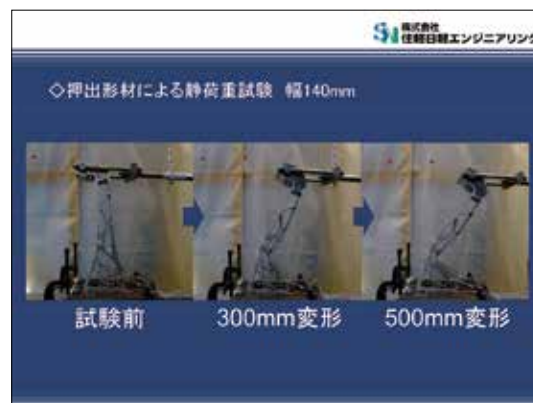 株式会社
住軽日軽エンジニアリング
◇押出形材による静荷重試験 幅140mm
試験前
300mm変形
500mm変形